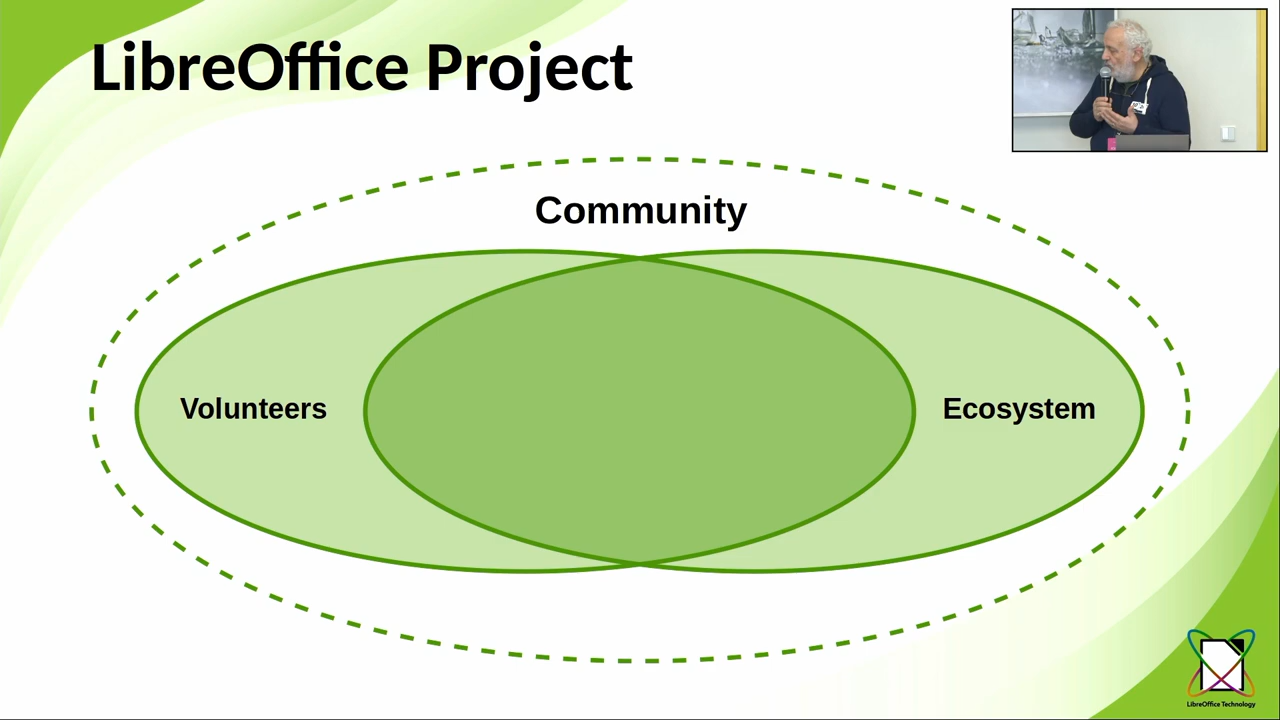 LibreOffice Project
Community
Volunteers
Ecosystem
LibreOffice Technology